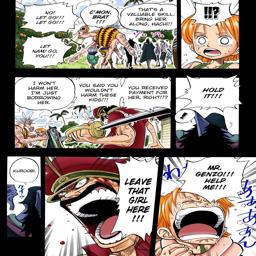 !!?
THAT'S A
VALUABLE
SKILL. BRING
HER ALONG,
HACHI!
C'MON,
BRAT!!!
NO!
LET GO!!
LET GO!!!
LET
NAMI GO,
YOU!!!
HOLD
IT!!!
YOU RECEIVED
PAYMENT FOR
HER, RIGHT!?
YOU SAID YOU
WOULDN'T
HARM THESE
KIDS!!!
I WON'T
HARM HER.
I'M JUST
BORROWING
HER.
MR.
GENZO!!!
HELP
ME!!!
わ
LEAVE
THAT
GIRL
HERE
!!!
KUROOBI.